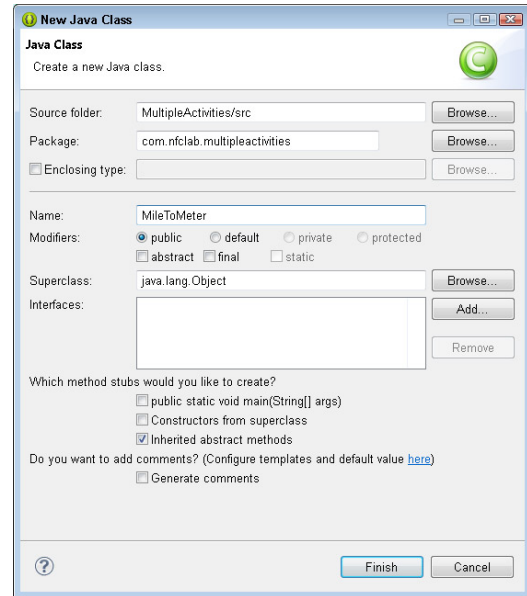 New Java Class
Java Class
Create a new Java class.
C
Source folder: MultipleActivities/src Browse...
Package: com.nfclab.multipleactivities Browse...
Enclosing type: Browse...
Name: MileToMeter
Modifiers: public default private protected
abstract final static
Superclass: java.lang.Object Browse...
Interfaces: Add...
Remove
Which method stubs would you like to create?
public static void main(String[] args)
Constructors from superclass
Inherited abstract methods
Do you want to add comments? (Configure templates and default value here)
Generate comments
? Finish Cancel